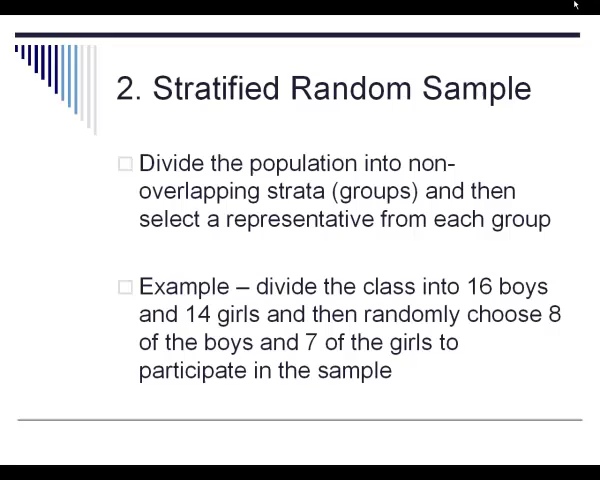 2. Stratified Random Sample
Divide the population into non-
overlapping strata (groups) and then
select a representative from each group
Example – divide the class into 16 boys
and 14 girls and then randomly choose 8
of the boys and 7 of the girls to
participate in the sample